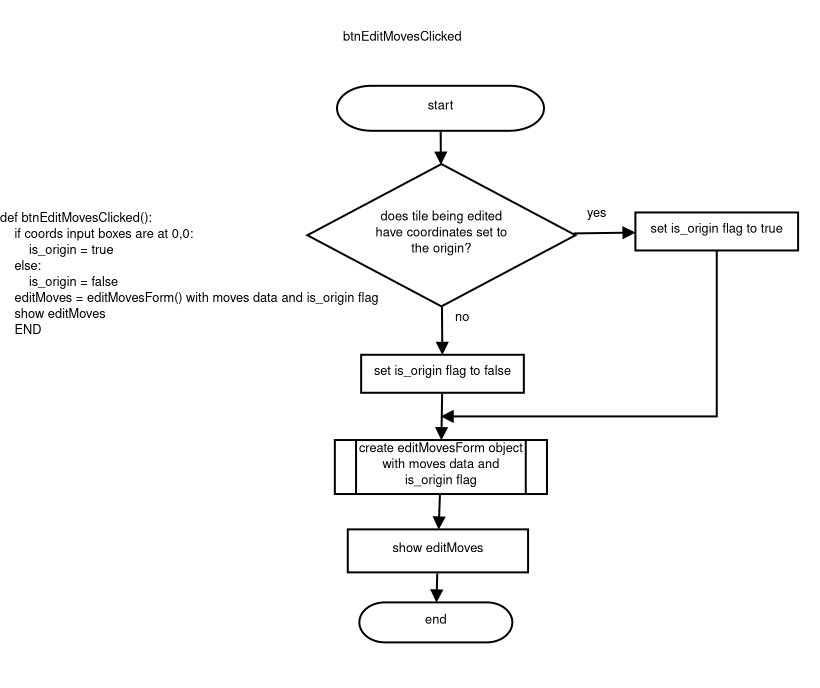 btnEditMovesClicked
start
does tile being edited
have coordinates set to
the origin?
yes
set is_origin flag to true
def btnEditMovesClicked():
if coords input boxes are at 0,0:
is_origin = true
else:
is_origin = false
editMoves = editMovesForm() with moves data and is_origin flag
show editMoves
END
no
set is_origin flag to false
create editMovesForm object
with moves data and
is_origin flag
show editMoves
end